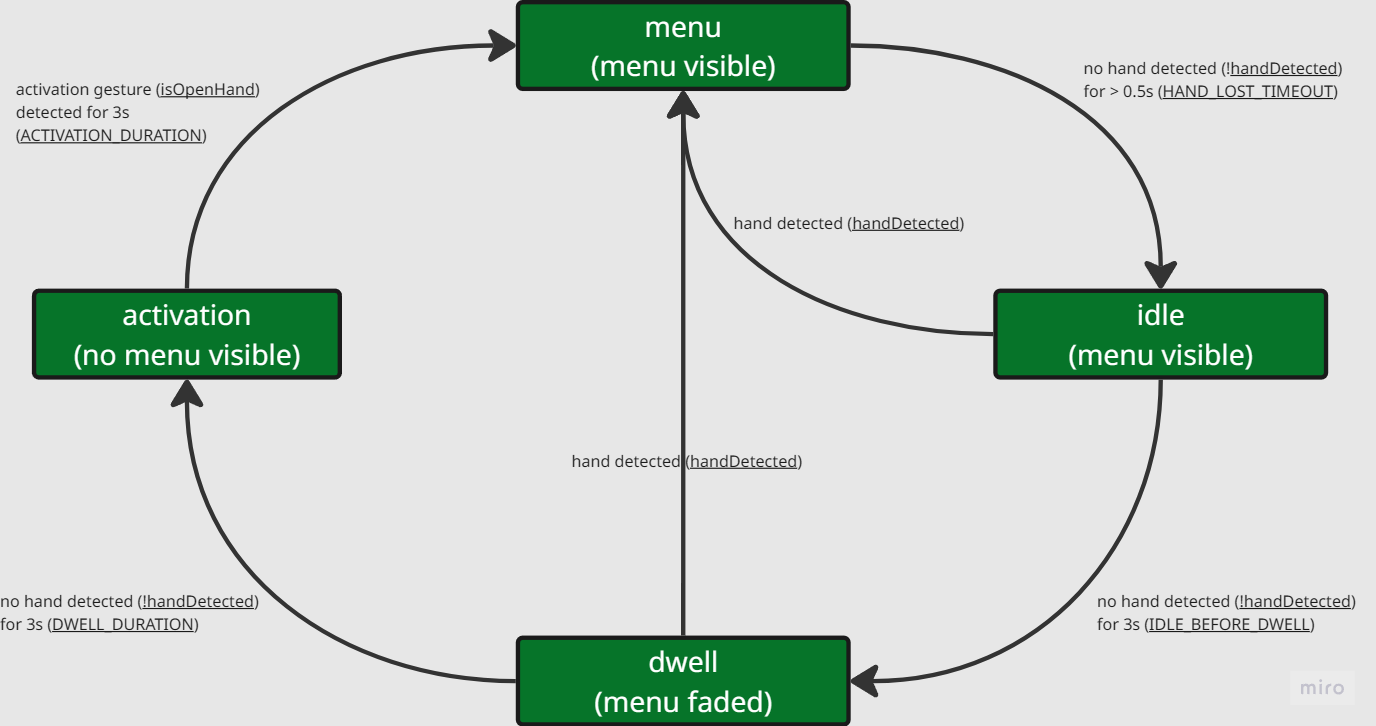 menu
(menu visible)
no hand detected (!handDetected)
for > 0.5s (HAND_LOST_TIMEOUT)
activation gesture (isOpenHand)
detected for 3s
(ACTIVATION_DURATION)
hand detected (handDetected)
activation
(no menu visible)
idle
(menu visible)
hand detected (handDetected)
no hand detected (!handDetected)
for 3s (DWELL_DURATION)
no hand detected (!handDetected)
for 3s (IDLE_BEFORE_DWELL)
dwell
(menu faded)
miro